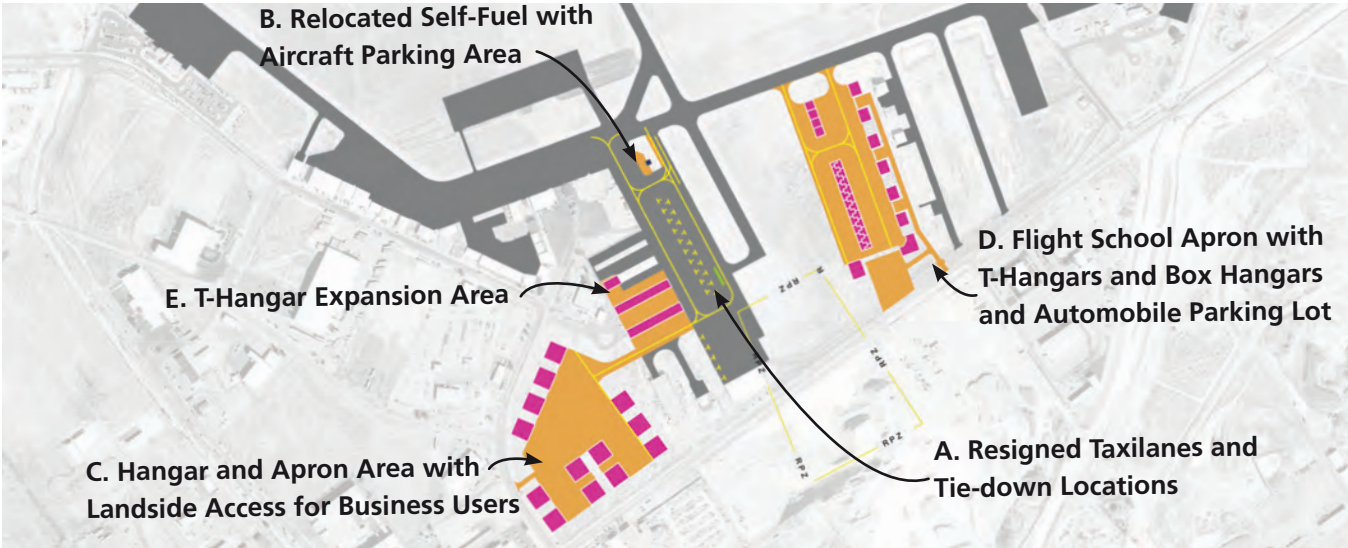 B. Relocated Self-Fuel with
Aircraft Parking Area
E. T-Hangar Expansion Area
D. Flight School Apron with
T-Hangars and Box Hangars
and Automobile Parking Lot
C. Hangar and Apron Area with
Landside Access for Business Users
A. Resigned Taxilanes and
Tie-down Locations
RPZ
RPZ
RPZ
RPZ
RPZ